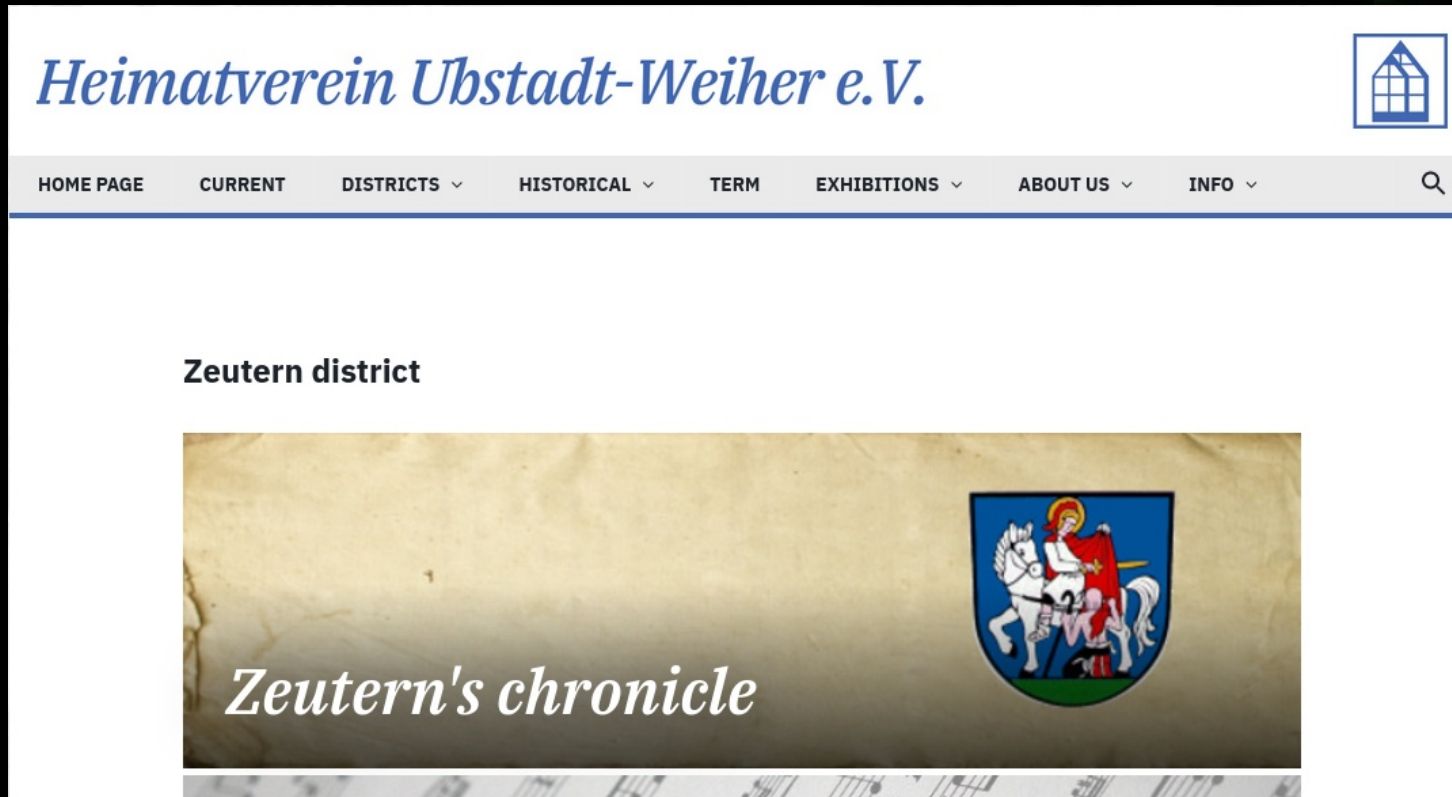 Heimatverein Ubstadt-Weiher e.V.
HOME PAGE CURRENT DISTRICTS HISTORICAL TERM EXHIBITIONS ABOUT US INFO
Zeutern district
Zeutern's chronicle